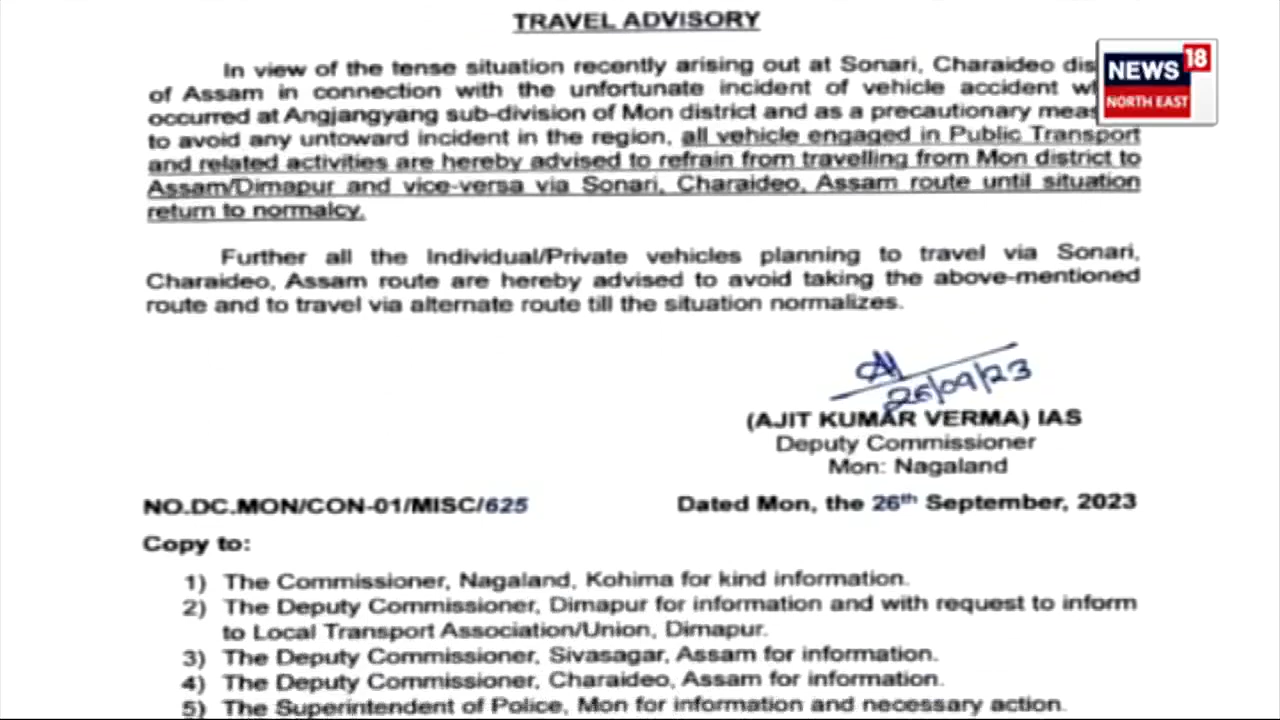 TRAVEL ADVISORY
In view of the tense situation recently arising out at Sonari, Charaideo dis
of Assam in connection with the unfortunate incident of vehicle accident w
occurred at Angjangyang sub-division of Mon district and as a precautionary mea
to avoid any untoward incident in the region, all vehicle engaged in Public Transport
and related activities are hereby advised to refrain from travelling from Mon district to
Assam/Dimapur and vice-versa via Sonari, Charaideo, Assam route until situation
return to normalcy.
Further all the Individual/Private vehicles planning to travel via Sonari,
Charaideo, Assam route are hereby advised to avoid taking the above-mentioned
route and to travel via alternate route till the situation normalizes.
26/09/23
(AJIT KUMAR VERMA) IAS
Deputy Commissioner
Mon: Nagaland
NO.DC.MON/CON-01/MISC/625
Dated Mon, the 26th September, 2023
Copy to:
1) The Commissioner, Nagaland, Kohima for kind information.
2) The Deputy Commissioner, Dimapur for information and with request to inform
to Local Transport Association/Union, Dimapur.
3) The Deputy Commissioner, Sivasagar, Assam for information.
4) The Deputy Commissioner, Charaideo, Assam for information.
5) The Superintendent of Police, Mon for information and necessary action.
NEWS 18
NORTH EAST